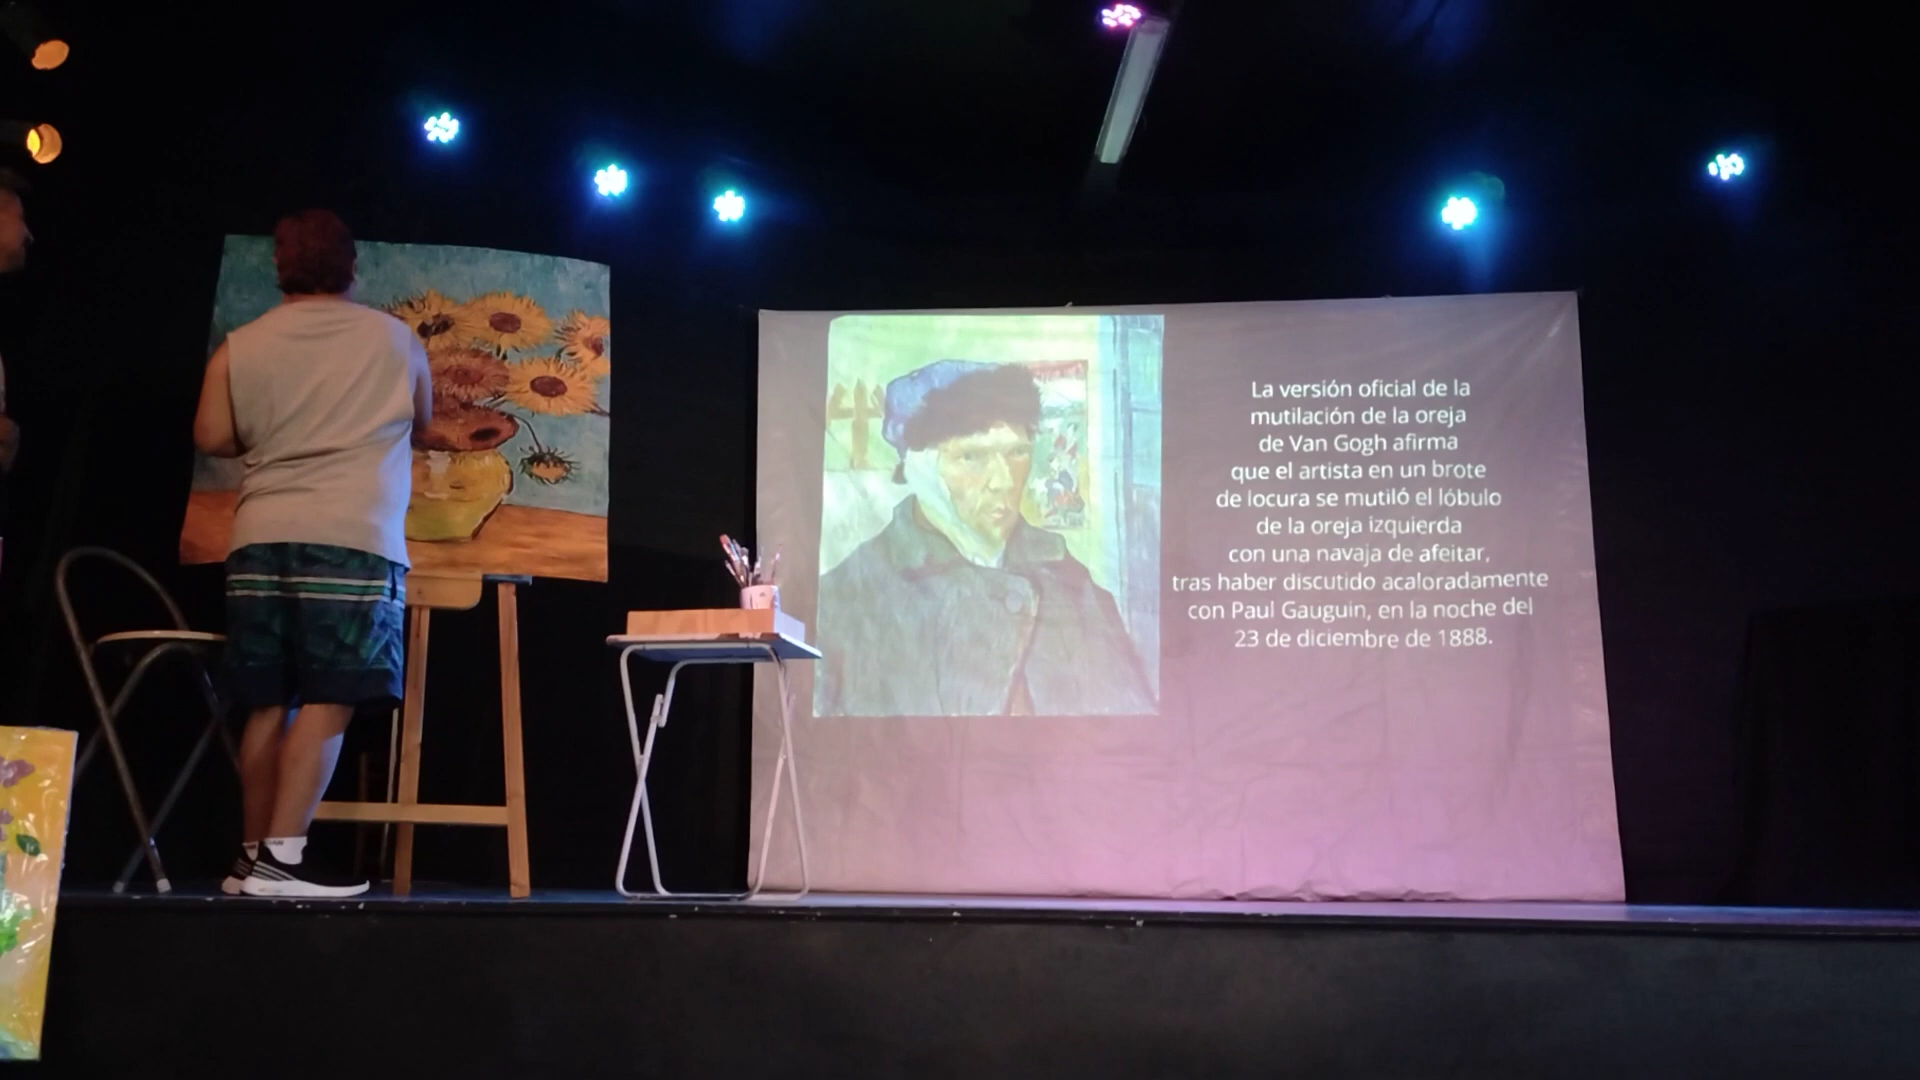 La versión oficial de la
mutilación de la oreja
de Van Gogh afirma
que el artista en un brote
de locura se mutiló el lóbulo
de la oreja izquierda
con una navaja de afeitar,
tras haber discutido acaloradamente
con Paul Gauguin, en la noche del
23 de diciembre de 1888.